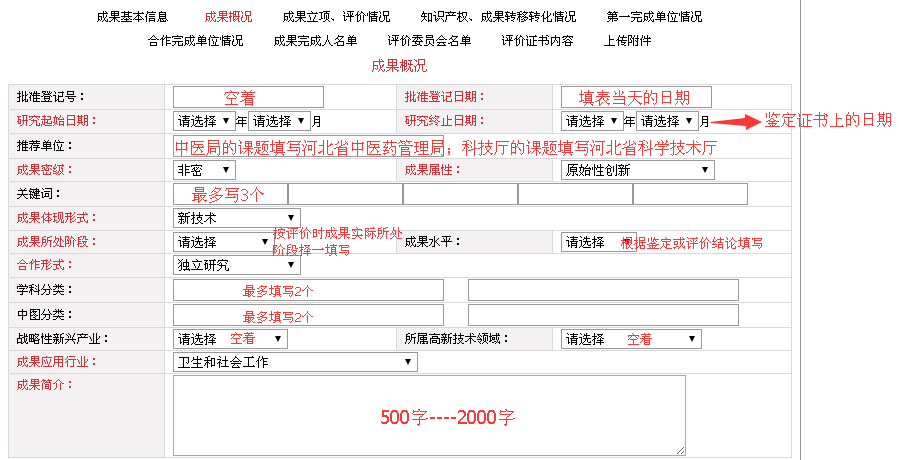 成果基本信息 成果概况 成果立项、评价情况 知识产权、成果转移转化情况 第一完成单位情况
合作完成单位情况 成果完成人名单 评价委员会名单 评价证书内容 上传附件
成果概况
批准登记号： 空着 批准登记日期： 填表当天的日期
研究起始日期： 请选择 年 请选择 月 研究终止日期： 请选择 年 请选择 月 鉴定证书上的日期
推荐单位： 中医局的课题填写河北省中医药管理局；科技厅的课题填写河北省科学技术厅
成果密级： 非密 成果属性： 原始性创新
关键词： 最多写3个
成果体现形式： 新技术
成果所处阶段： 请选择 按评价时成果实际所处
阶段择一填写 成果水平： 请选择 根据鉴定或评价结论填写
合作形式： 独立研究
学科分类： 最多填写2个
中图分类： 最多填写2个
战略性新兴产业： 请选择 空着 所属高新技术领域： 请选择 空着
成果应用行业： 卫生和社会工作
成果简介： 500字----2000字